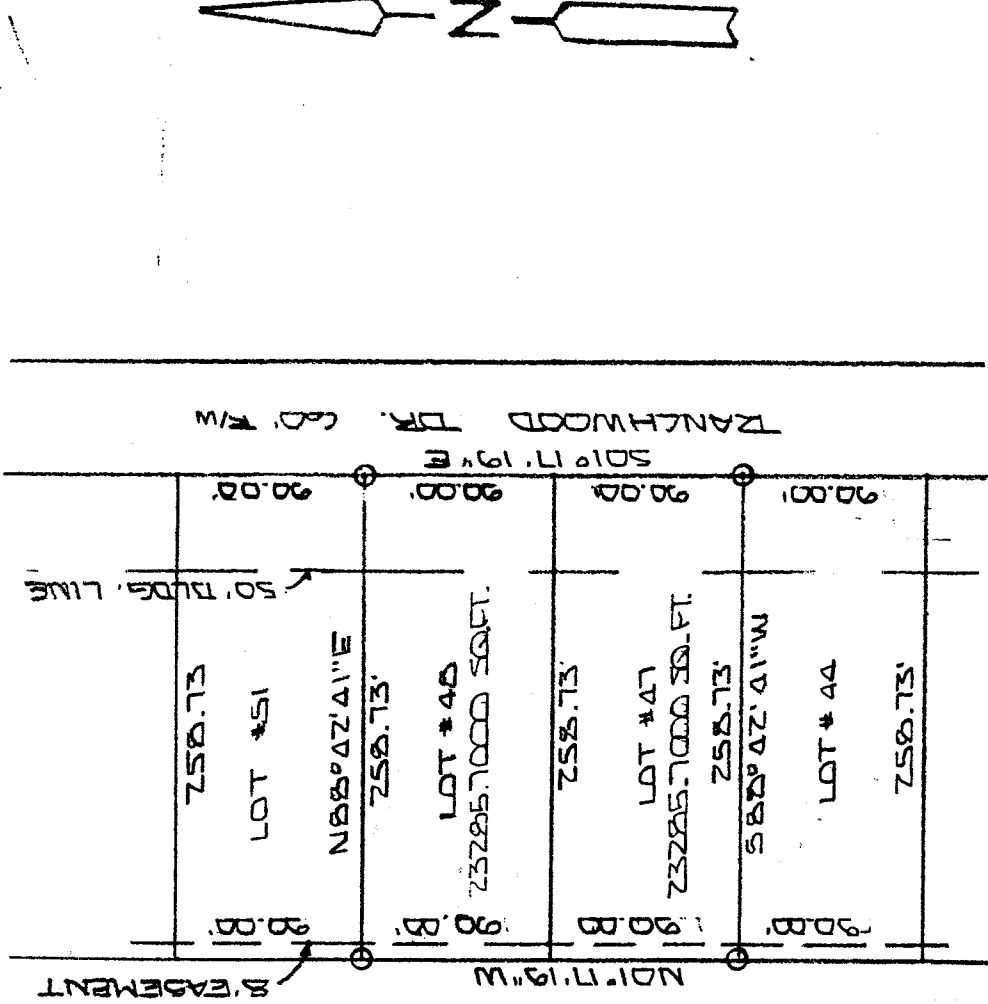 N
RANCHWOOD DR. 60' R/W
S01°17'19"E
90.00'
90.00'
90.00'
90.00'
50' BLDG. LINE
258.73
LOT #51
N88°42'41"E
258.73'
LOT #48
23285.7000 SQ.FT.
258.73'
LOT #47
23285.7000 SQ.FT.
258.73'
S88°42'41"W
LOT #44
258.73'
90.00'
90.00'
90.00
90.00'
N01°17'19"W
8' EASEMENT